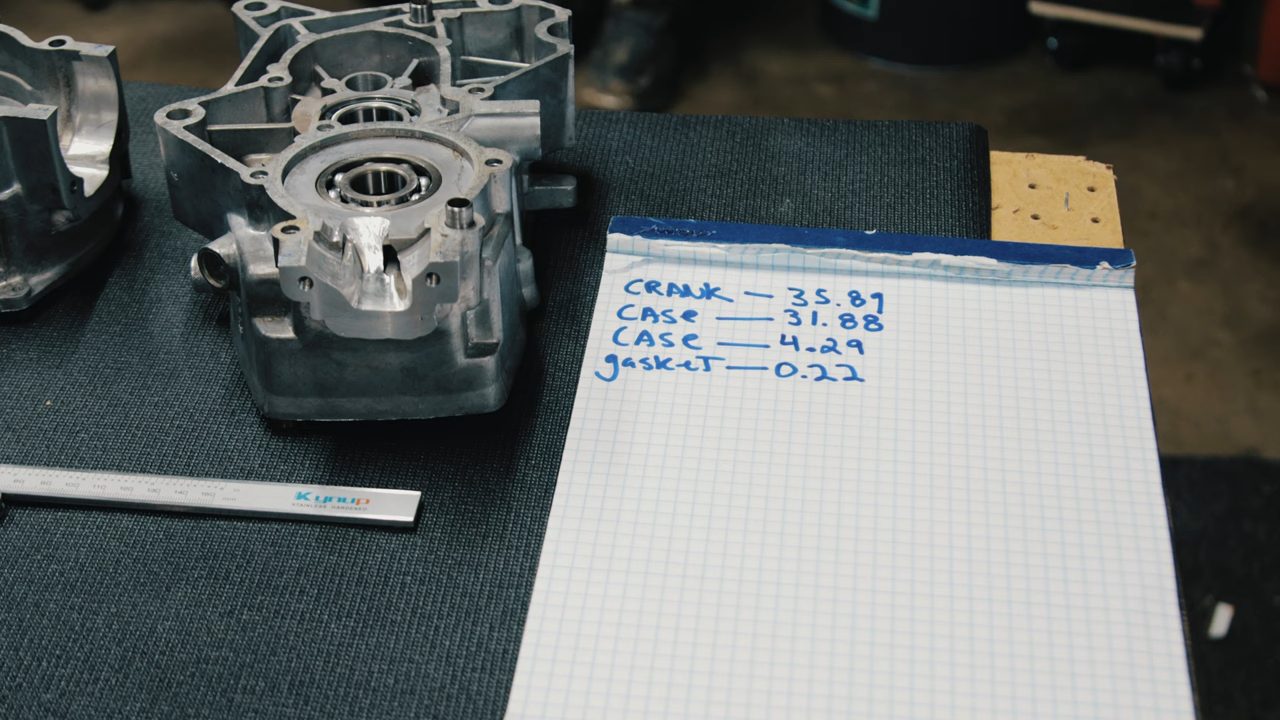 CRANK — 35.89
CASE — 31.88
CASE — 4.29
gasket — 0.22
Kynup
STAINLESS HARDENED